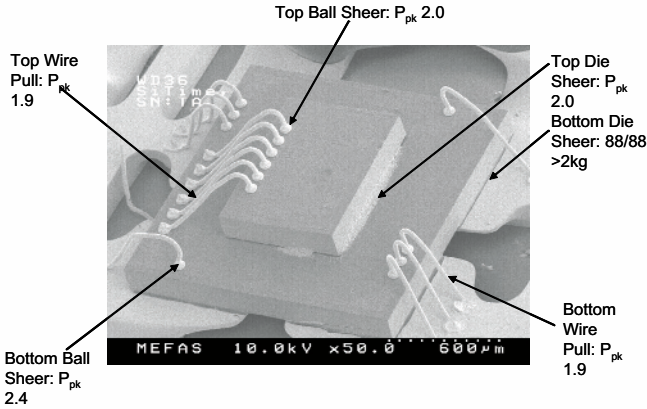 Top Ball Sheer: Ppk 2.0
Top Wire
Pull: Ppk
1.9
Top Die
Sheer: Ppk
2.0
Bottom Die
Sheer: 88/88
>2kg
WD36
SiTime,
SN:TA-
Bottom
Wire
Pull: Ppk
1.9
Bottom Ball
Sheer: Ppk
2.4
MEFAS 10.0kV x50.0 600μm